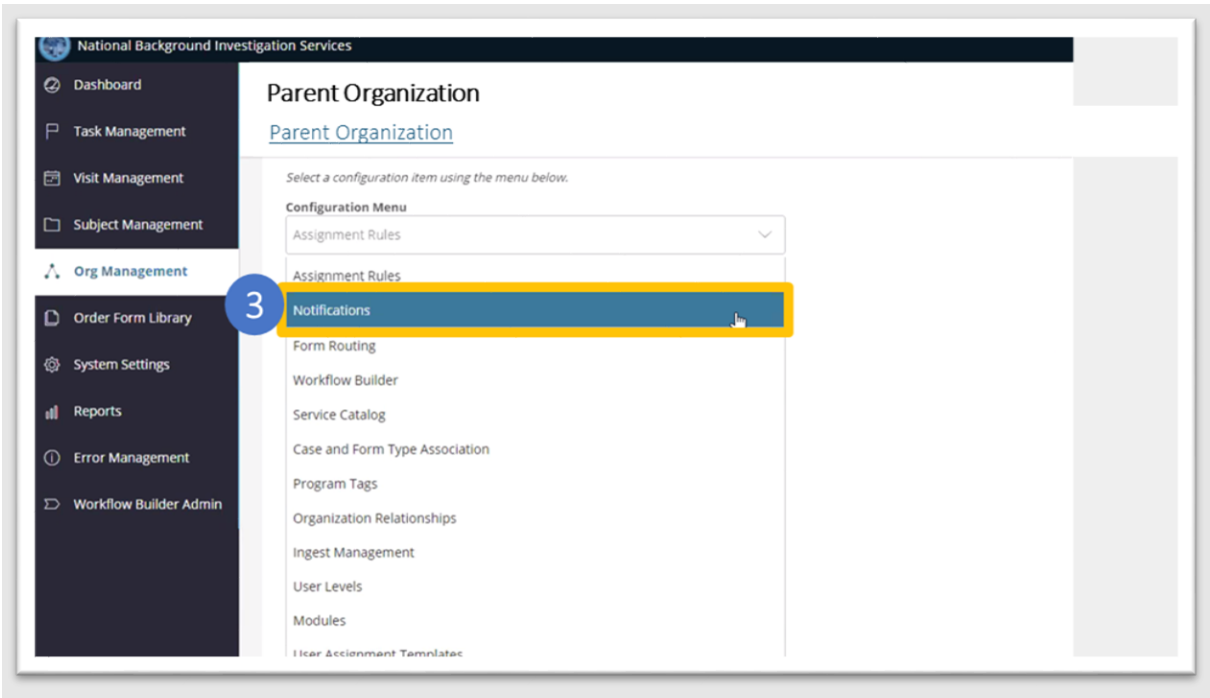 National Background Investigation Services
Dashboard
Task Management
Visit Management
Subject Management
Org Management
Order Form Library
System Settings
Reports
Error Management
Workflow Builder Admin
Parent Organization
Parent Organization
Select a configuration item using the menu below.
Configuration Menu
Assignment Rules
Assignment Rules
3
Notifications
Form Routing
Workflow Builder
Service Catalog
Case and Form Type Association
Program Tags
Organization Relationships
Ingest Management
User Levels
Modules
User Assignment Templates